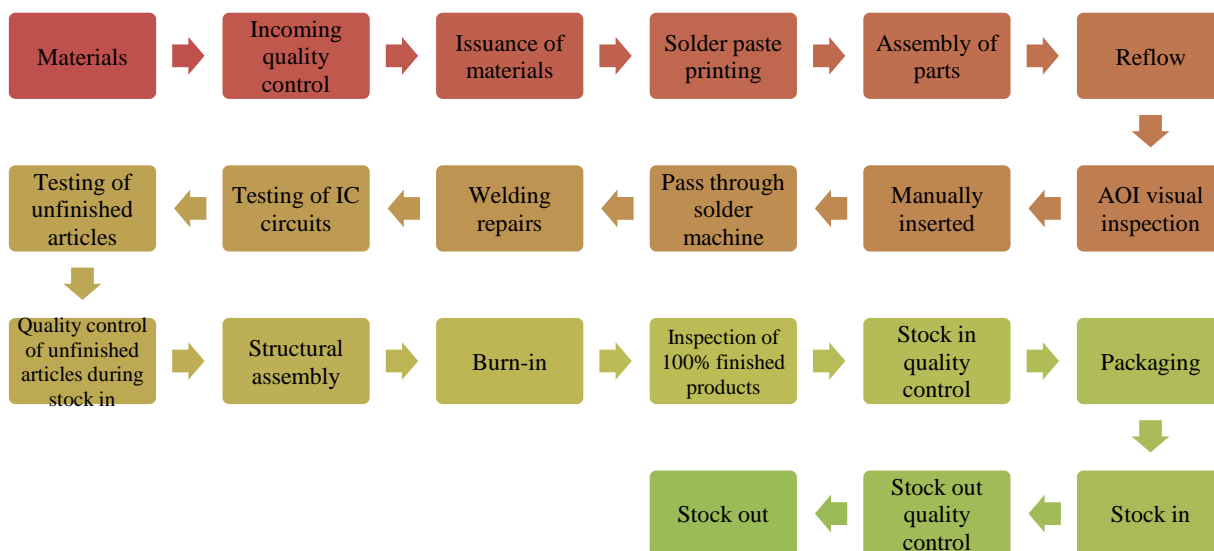 Materials
Incoming
quality
control
Issuance of
materials
Solder paste
printing
Assembly of
parts
Reflow
AOI visual
inspection
Manually
inserted
Pass through
solder
machine
Welding
repairs
Testing of IC
circuits
Testing of
unfinished
articles
Quality control
of unfinished
articles during
stock in
Structural
assembly
Burn-in
Inspection of
100% finished
products
Stock in
quality
control
Packaging
Stock in
Stock out
quality
control
Stock out